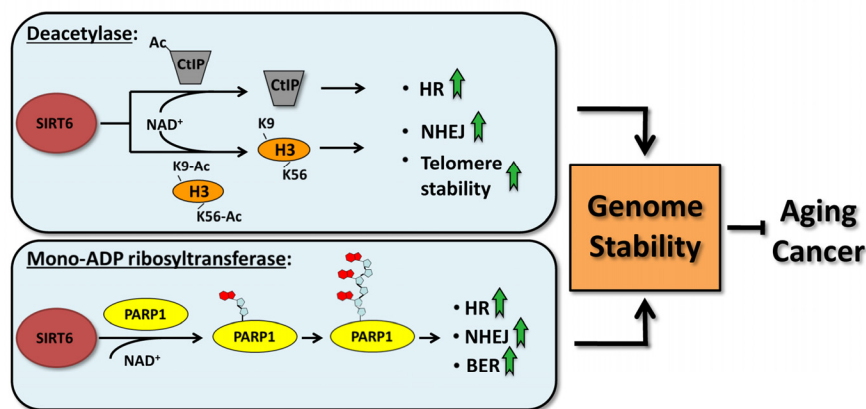 Deacetylase:
Ac
CtIP
CtIP
SIRT6
NAD+
K9
H3
K56
K9-Ac
H3
K56-Ac
• HR
• NHEJ
• Telomere
stability
Mono-ADP ribosyltransferase:
SIRT6
PARP1
NAD+
PARP1
PARP1
• HR
• NHEJ
• BER
Genome
Stability
Aging
Cancer